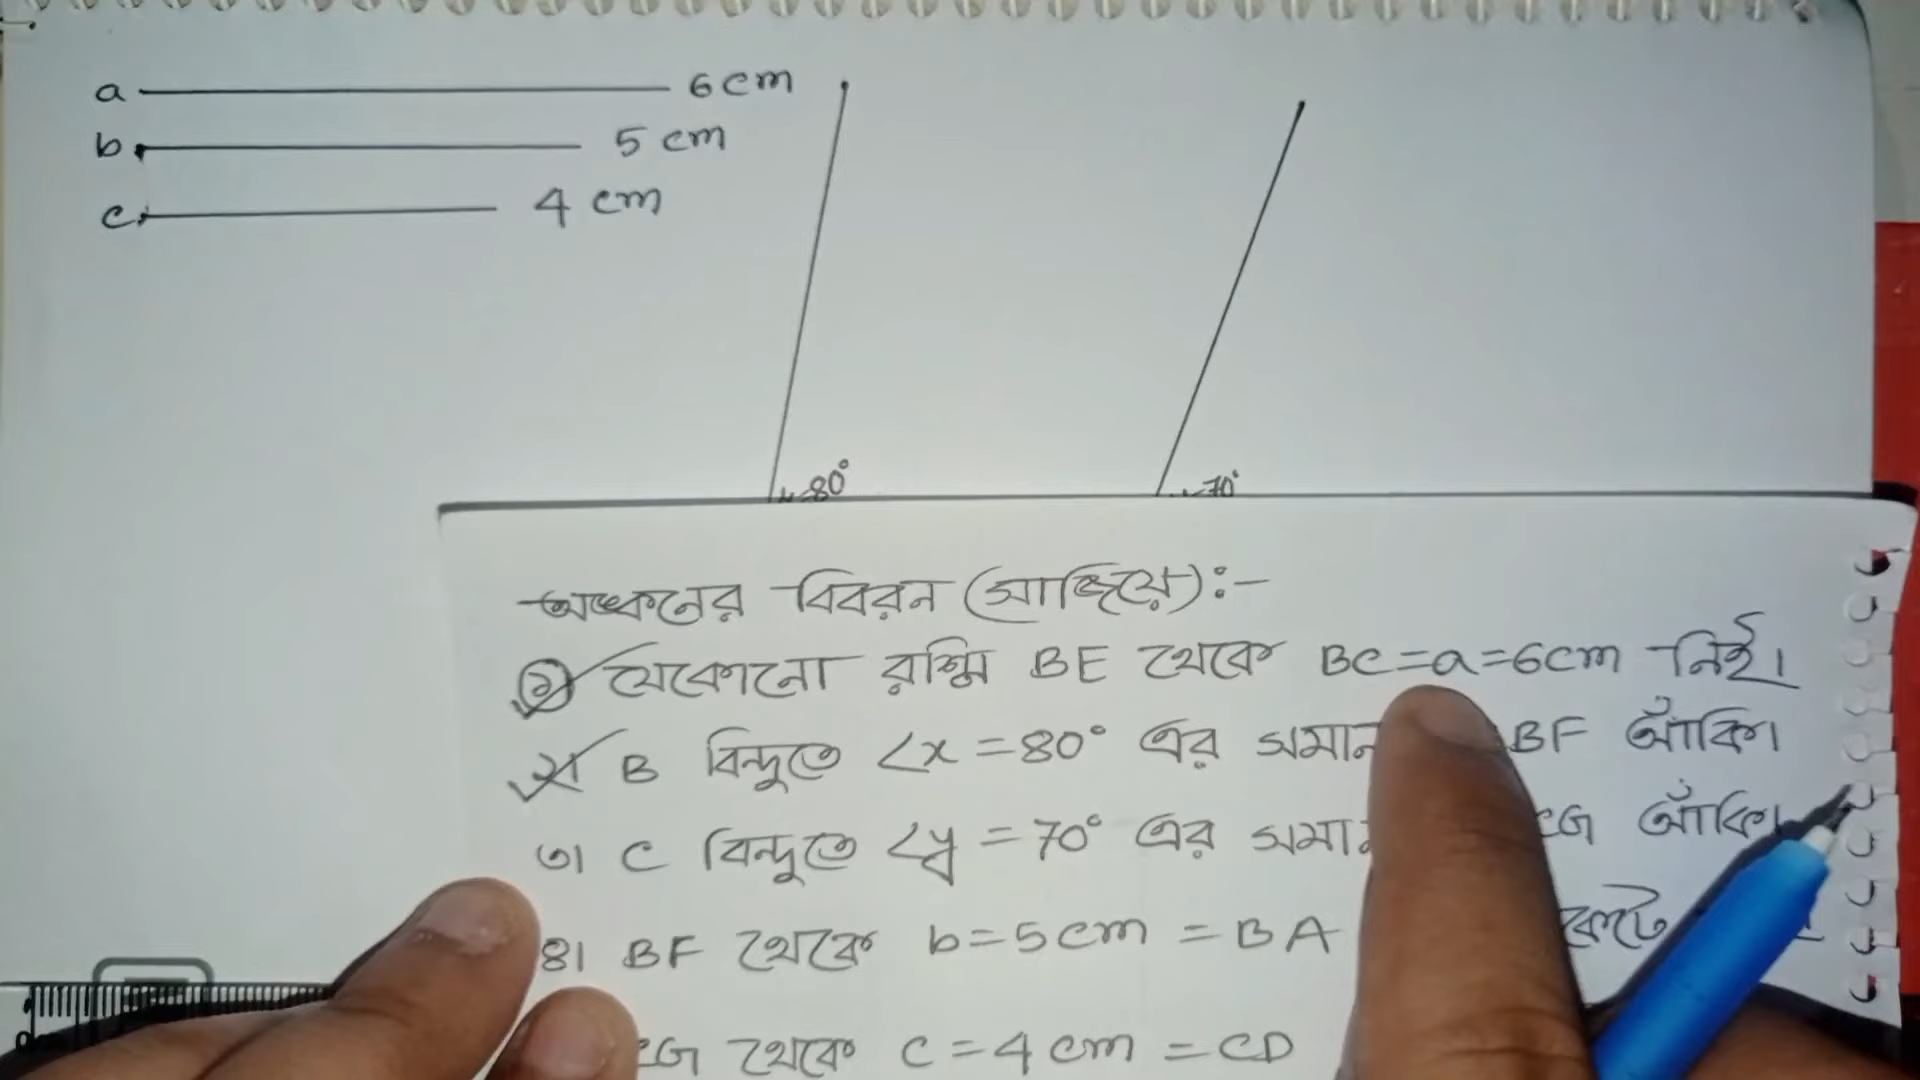 a 6cm
b 5 cm
c 4 cm
80°
70°
অঙ্কনের বিবরন (সাজিয়ে):-
১) যেকোনো রশ্মি BE থেকে BC=a=6cm নিই।
২। B বিন্দুতে <x = 80° এর সমান BF আঁকি।
৩। C বিন্দুতে <y = 70° এর সমা CG আঁকি।
৪। BF থেকে b=5cm = BA কেটে
CG থেকে c=4cm = CD